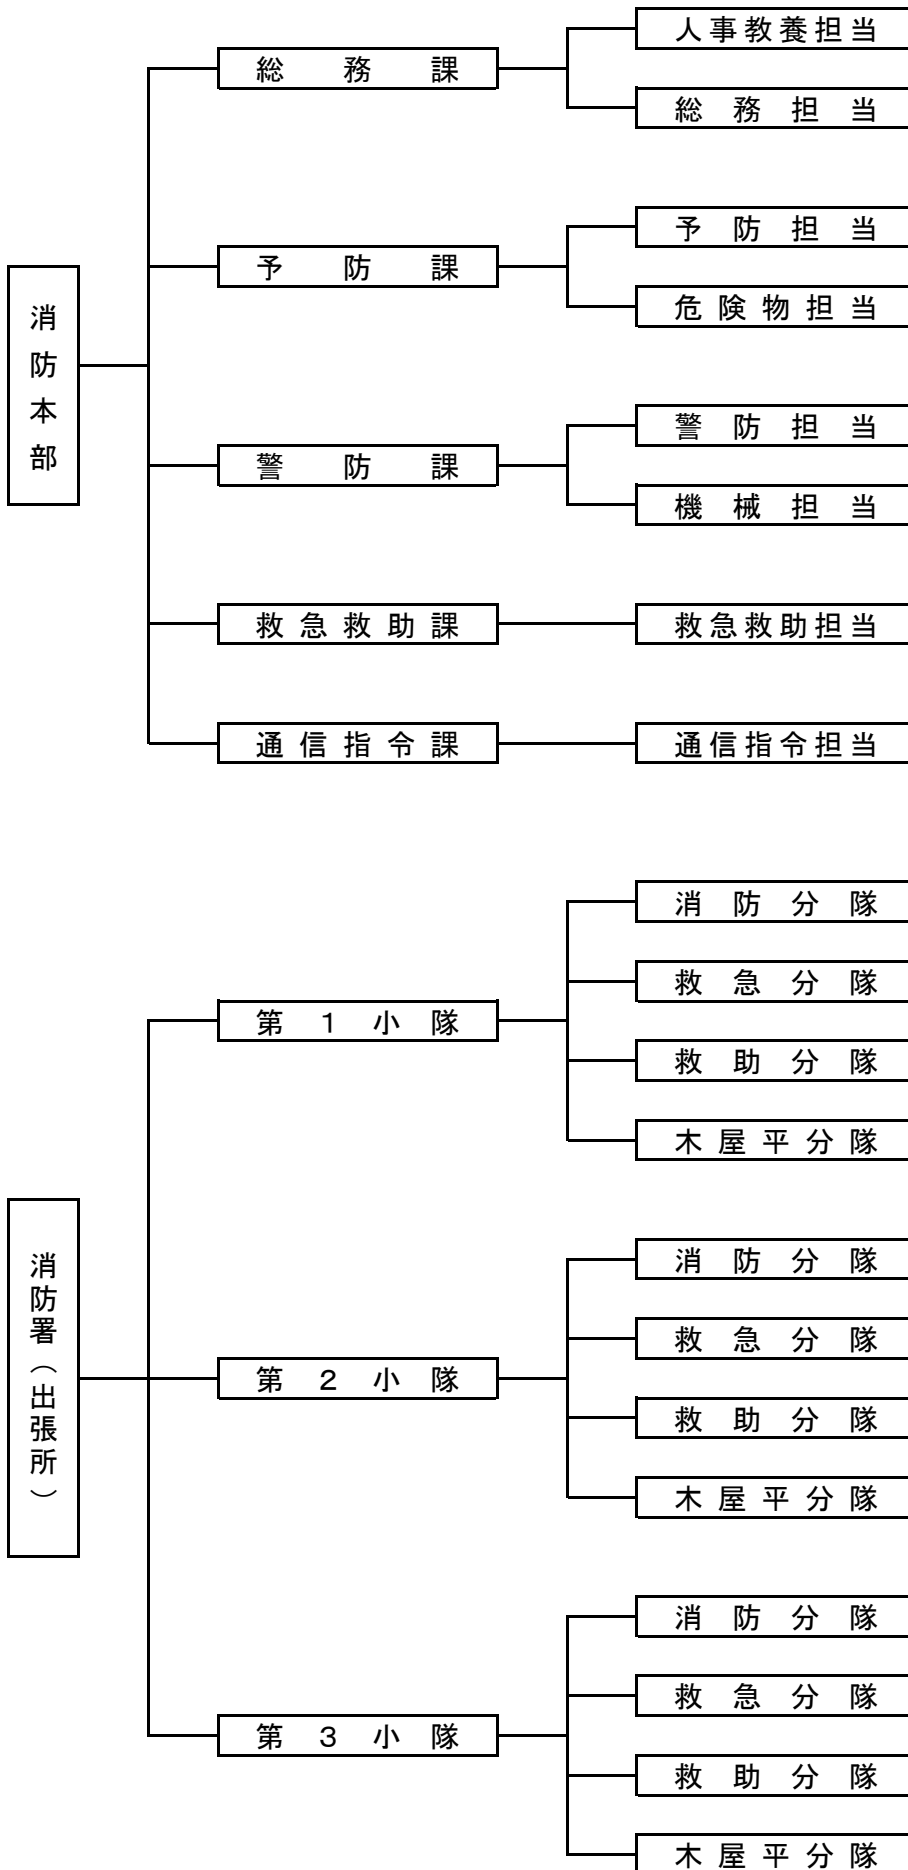 消防本部
総務課
人事教養担当
総務担当
予防課
予防担当
危険物担当
警防課
警防担当
機械担当
救急救助課
救急救助担当
通信指令課
通信指令担当
消防署(出張所)
第1小隊
消防分隊
救急分隊
救助分隊
木屋平分隊
第2小隊
消防分隊
救急分隊
救助分隊
木屋平分隊
第3小隊
消防分隊
救急分隊
救助分隊
木屋平分隊